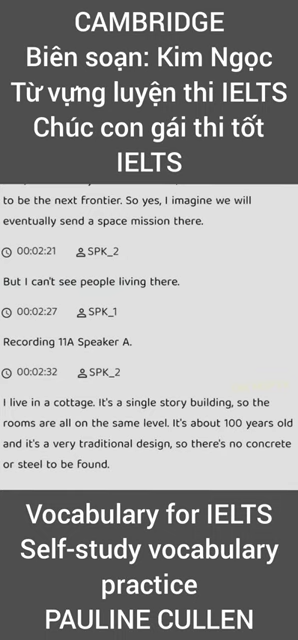 CAMBRIDGE
Biên soạn: Kim Ngọc
Từ vựng luyện thi IELTS
Chúc con gái thi tốt
IELTS
to be the next frontier. So yes, I imagine we will
eventually send a space mission there.
00:02:21 SPK_2
But I can't see people living there.
00:02:27 SPK_1
Recording 11A Speaker A.
00:02:32 SPK_2
I live in a cottage. It's a single story building, so the
rooms are all on the same level. It's about 100 years old
and it's a very traditional design, so there's no concrete
or steel to be found.
Vocabulary for IELTS
Self-study vocabulary
practice
PAULINE CULLEN